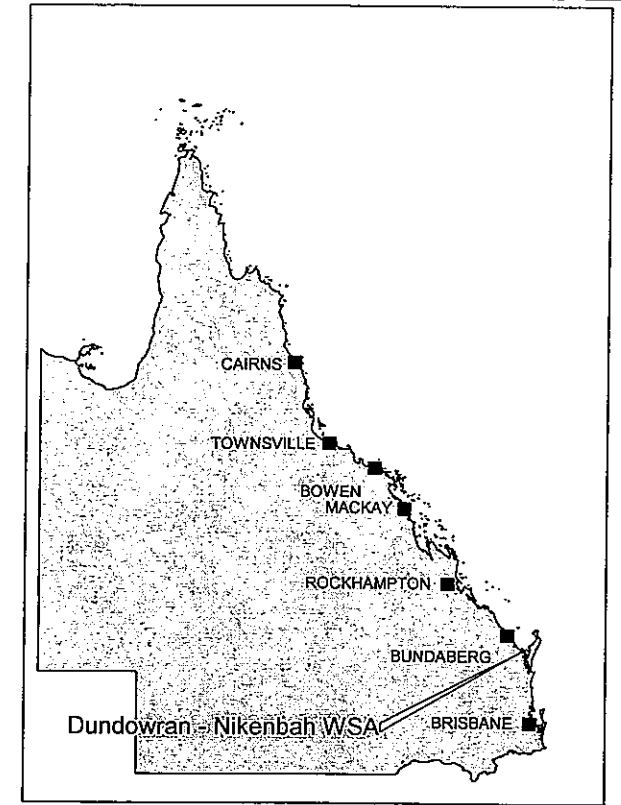 CAIRNS
TOWNSVILLE
BOWEN
MACKAY
ROCKHAMPTON
BUNDABERG
Dundowran - Nikenbah WSA
BRISBANE